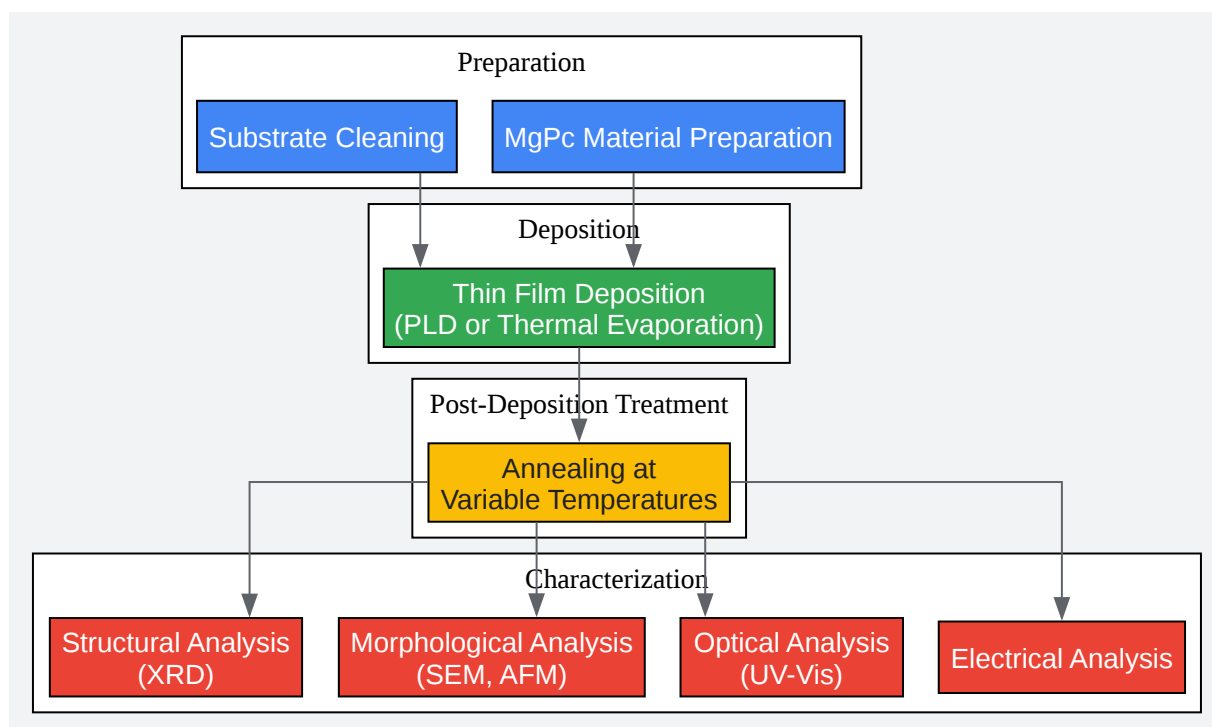 Preparation
Substrate Cleaning
MgPc Material Preparation
Deposition
Thin Film Deposition
(PLD or Thermal Evaporation)
Post-Deposition Treatment
Annealing at
Variable Temperatures
Characterization
Structural Analysis
(XRD)
Morphological Analysis
(SEM, AFM)
Optical Analysis
(UV-Vis)
Electrical Analysis